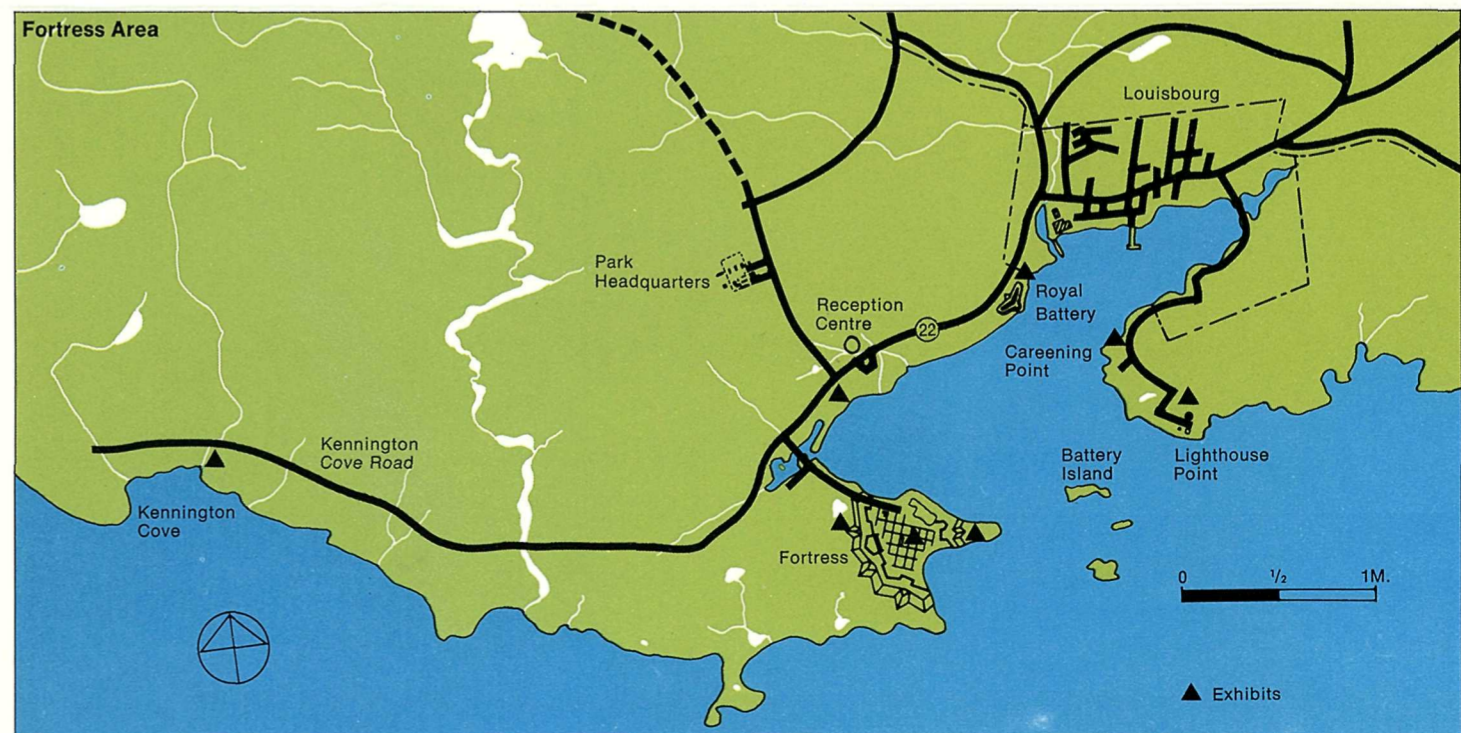 Fortress Area
Louisbourg
Park
Headquarters
Reception
Centre
22
Royal
Battery
Careening
Point
Kennington
Cove Road
Battery
Island
Lighthouse
Point
Kennington
Cove
Fortress
0 ½ 1M.
Exhibits